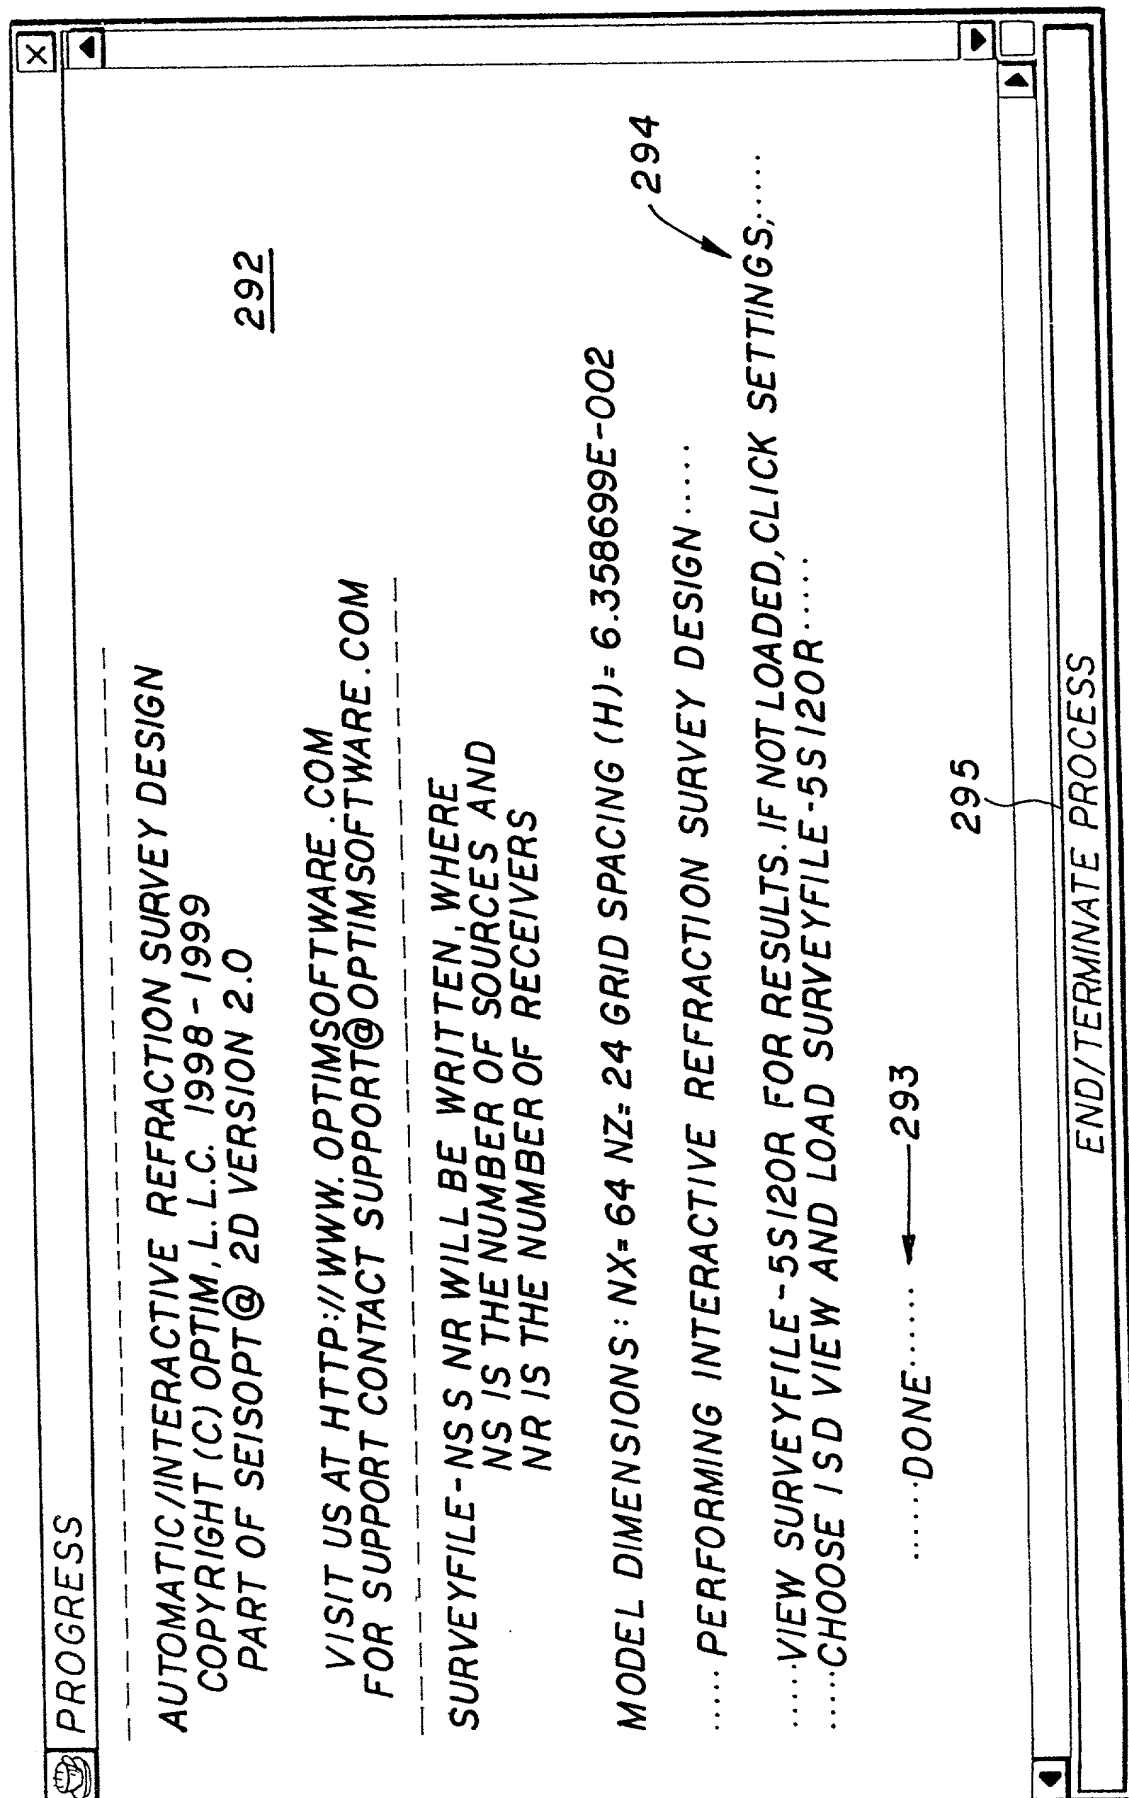 PROGRESS
AUTOMATIC/INTERACTIVE REFRACTION SURVEY DESIGN
COPYRIGHT (C) OPTIM, L.L.C. 1998-1999
PART OF SEISOPT@ 2D VERSION 2.0
292
VISIT US AT HTTP://WWW.OPTIMSOFTWARE.COM
FOR SUPPORT CONTACT SUPPORT@OPTIMSOFTWARE.COM
SURVEYFILE-NS S NR WILL BE WRITTEN, WHERE
NS IS THE NUMBER OF SOURCES AND
NR IS THE NUMBER OF RECEIVERS
MODEL DIMENSIONS: NX=64 NZ=24 GRID SPACING (H)=6.358699E-002
294
.....PERFORMING INTERACTIVE REFRACTION SURVEY DESIGN.....
.....VIEW SURVEYFILE-5S120R FOR RESULTS. IF NOT LOADED, CLICK SETTINGS,.....
.....CHOOSE ISD VIEW AND LOAD SURVEYFILE-5S120R.....
.....DONE.....
293
295
END/TERMINATE PROCESS